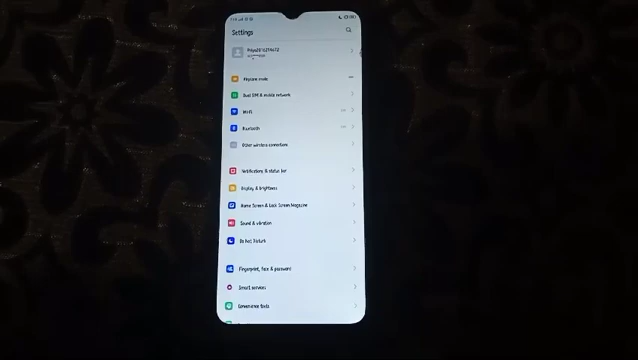 Settings
Airplane mode
Dual SIM & mobile network
Wi-Fi
Bluetooth
Other wireless connections
Notifications & status bar
Display & brightness
Home Screen & Lock Screen Magazine
Sound & vibration
Do Not Disturb
Fingerprint, face & password
Smart services
Convenience tools